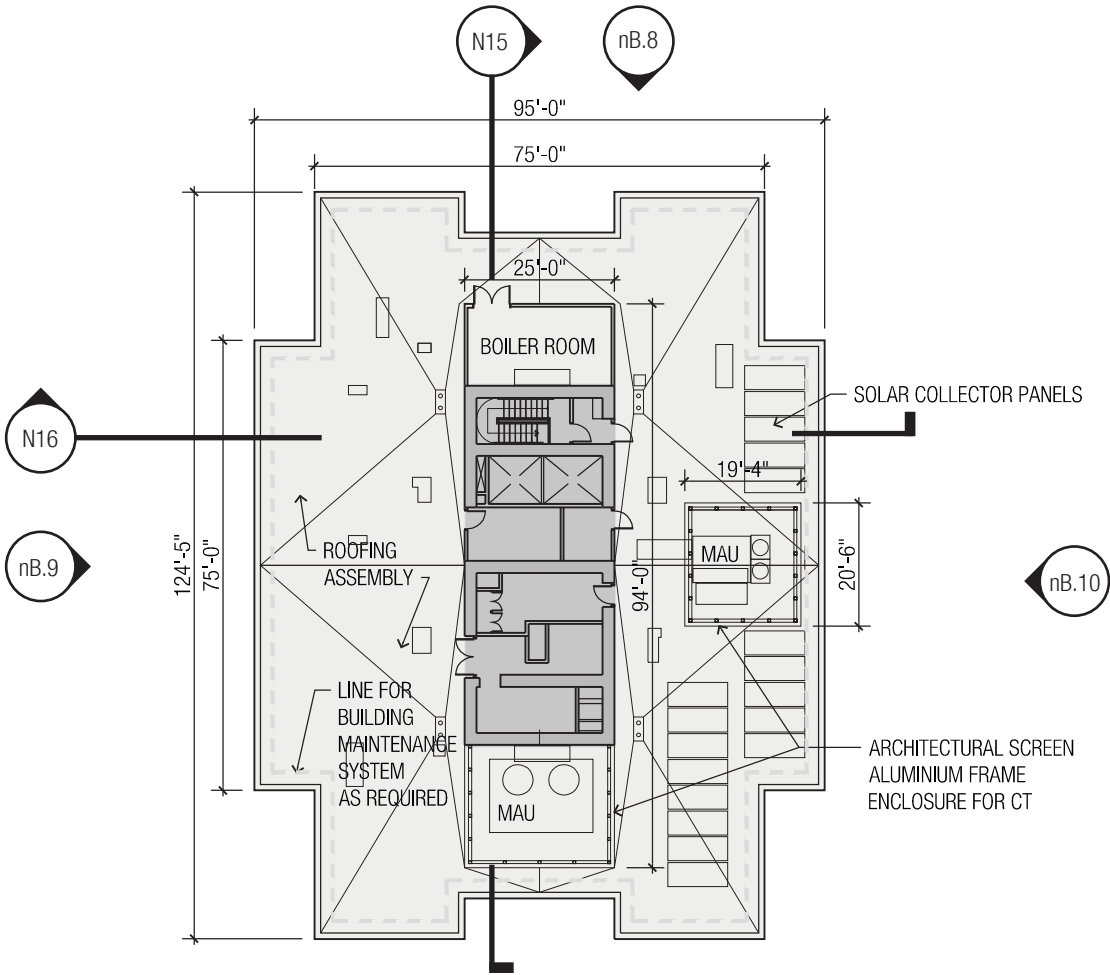 N15
nB.8
95'-0"
75'-0"
25'-0"
BOILER ROOM
SOLAR COLLECTOR PANELS
N16
19'-4"
ROOFING
ASSEMBLY
MAU
nB.9
124'-5"
75'-0"
94'-0"
20'-6"
nB.10
LINE FOR
BUILDING
MAINTENANCE
SYSTEM
AS REQUIRED
MAU
ARCHITECTURAL SCREEN
ALUMINIUM FRAME
ENCLOSURE FOR CT